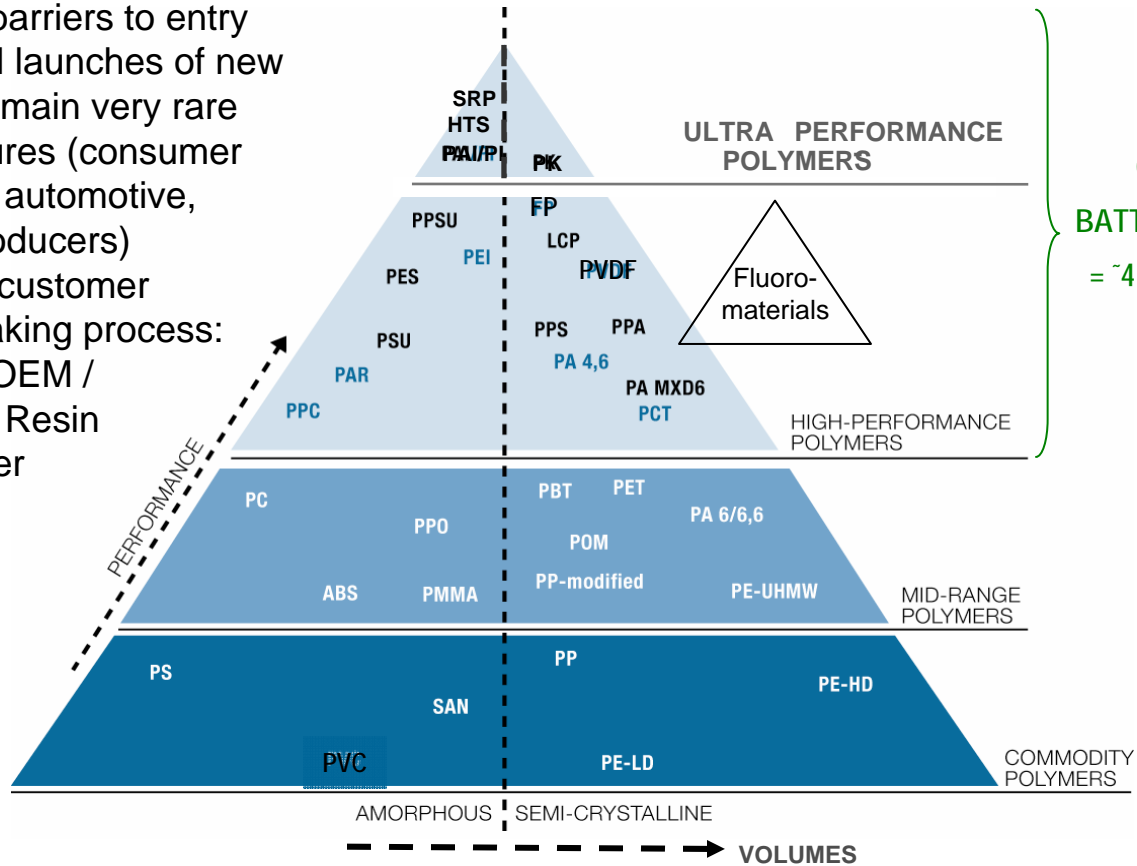 barriers to entry
launches of new
main very rare
ures (consumer
automotive,
oducers)
customer
aking process:
OEM /
Resin
er
SRP
HTS
PAI/PI
PK
ULTRA PERFORMANCE
POLYMERS
FP
PPSU
LCP
PEI
PVDF
PES
PPS
PPA
PSU
PA 4,6
PAR
PA MXD6
PPC
PCT
Fluoro-
materials
BATT
= ~4
HIGH-PERFORMANCE
POLYMERS
PERFORMANCE
PC
PBT
PET
PA 6/6,6
PPO
POM
ABS
PMMA
PP-modified
PE-UHMW
MID-RANGE
POLYMERS
PS
PP
PE-HD
SAN
PVC
PE-LD
COMMODITY
POLYMERS
AMORPHOUS
SEMI-CRYSTALLINE
VOLUMES